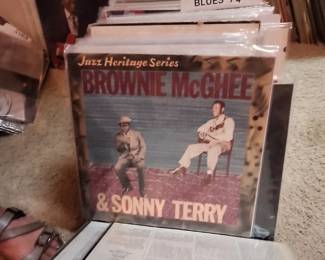 BLUES
Jazz Heritage Series
BROWNIE McGHEE
& SONNY TERRY